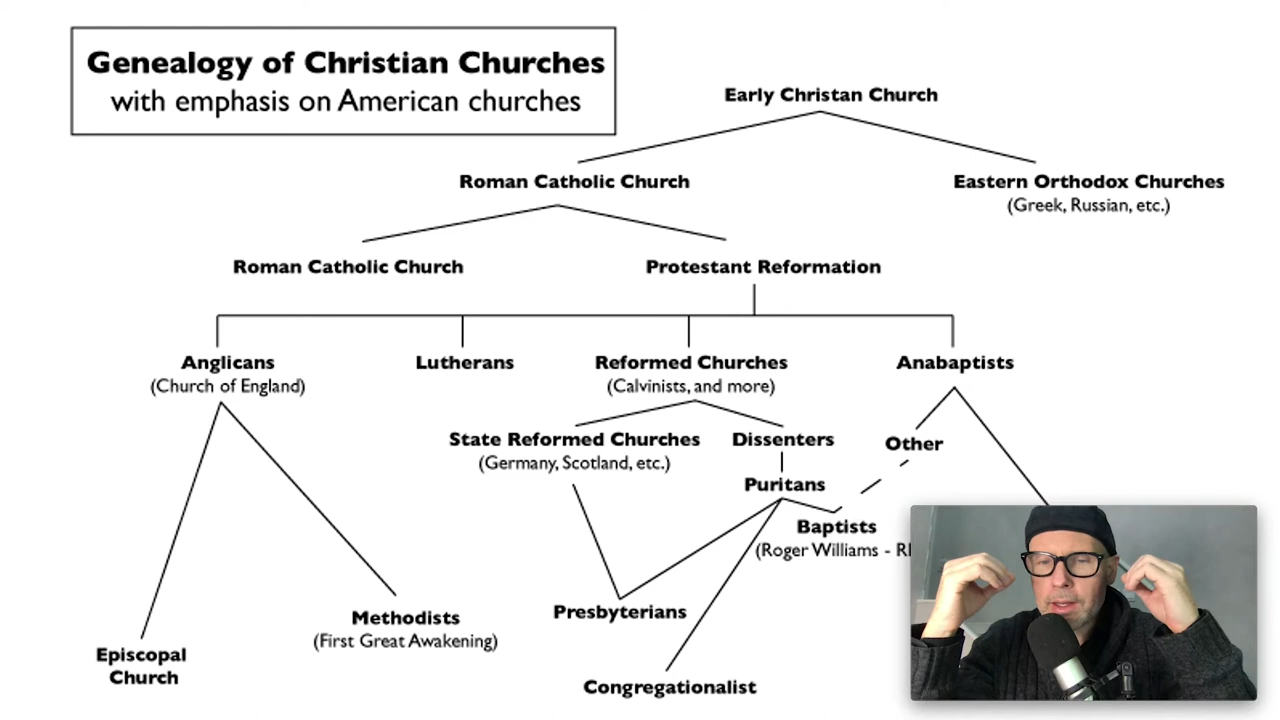 Genealogy of Christian Churches
with emphasis on American churches
Early Christan Church
Roman Catholic Church
Eastern Orthodox Churches
(Greek, Russian, etc.)
Roman Catholic Church
Protestant Reformation
Anglicans
(Church of England)
Lutherans
Reformed Churches
(Calvinists, and more)
Anabaptists
State Reformed Churches
(Germany, Scotland, etc.)
Dissenters
Other
Puritans
Baptists
(Roger Williams - RI
Presbyterians
Methodists
(First Great Awakening)
Episcopal
Church
Congregationalist